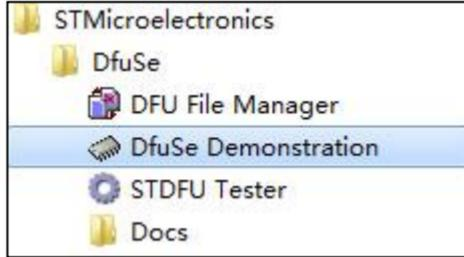 STMicroelectronics
DfuSe
DFU File Manager
DfuSe Demonstration
STDFU Tester
Docs